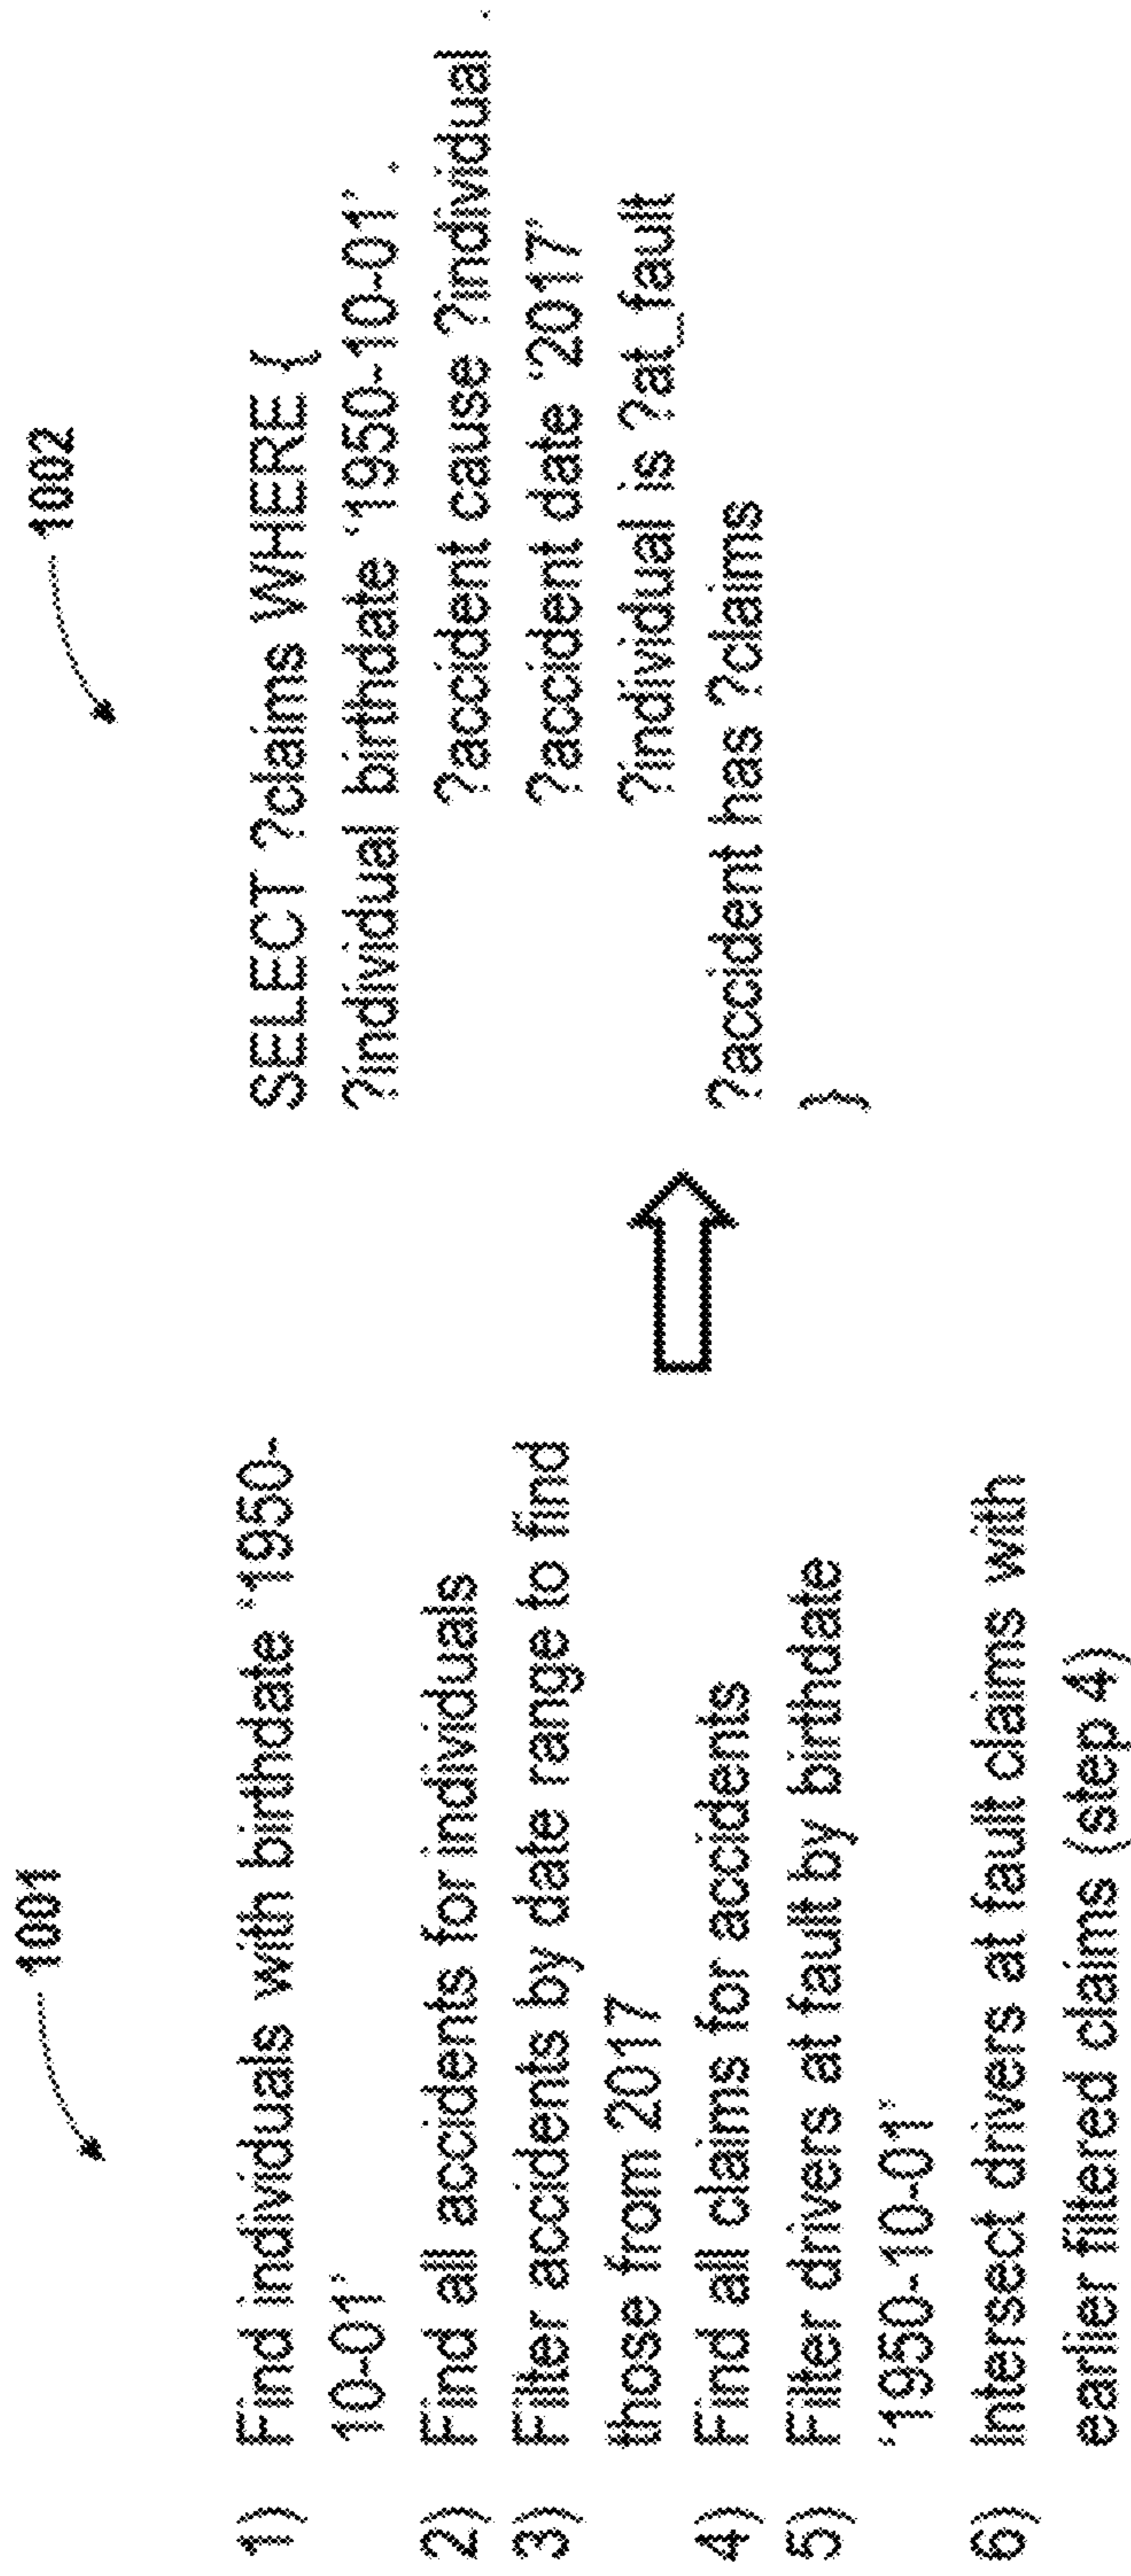 1001
1) Find individuals with birthdate "1950-
10-01"
2) Find all accidents for individuals
3) Filter accidents by date range to find
those from 2017
4) Find all claims for accidents
5) Filter drivers at fault by birthdate
'1950-10-01"
6) Intersect drivers at fault claims with
earlier filtered claims (step 4)
1002
SELECT ?claims WHERE {
?individual birthdate '1950-10-01'.
?accident cause ?individual .
?accident date '2017'
?individual is ?at_fault
?accident has ?claims
}